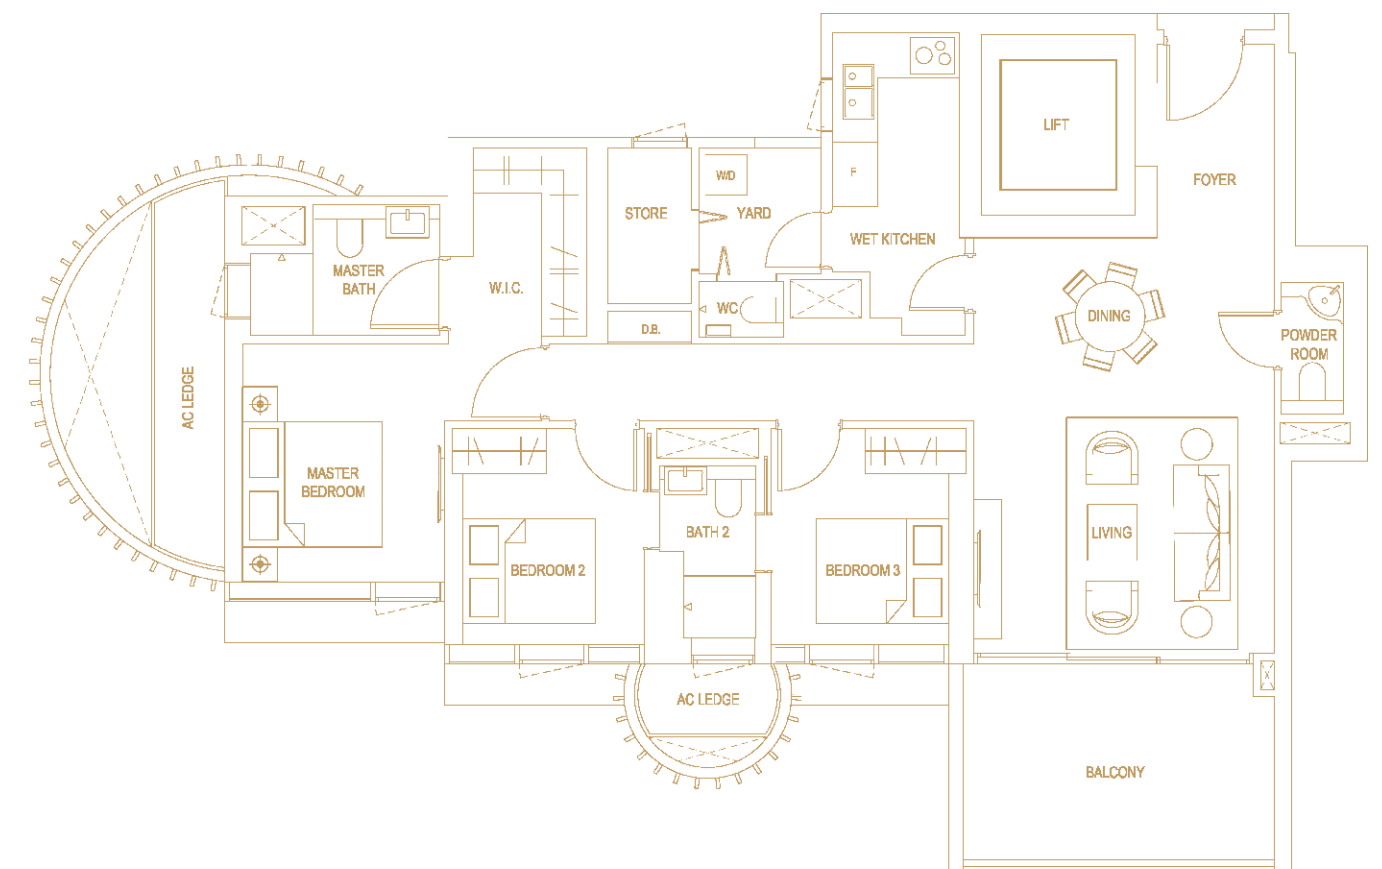 LIFT
FOYER
W/D
F
STORE
YARD
WET KITCHEN
MASTER
BATH
W.I.C.
WC
D.B.
DINING
POWDER
ROOM
AC LEDGE
MASTER
BEDROOM
BATH 2
LIVING
BEDROOM 2
BEDROOM 3
AC LEDGE
BALCONY